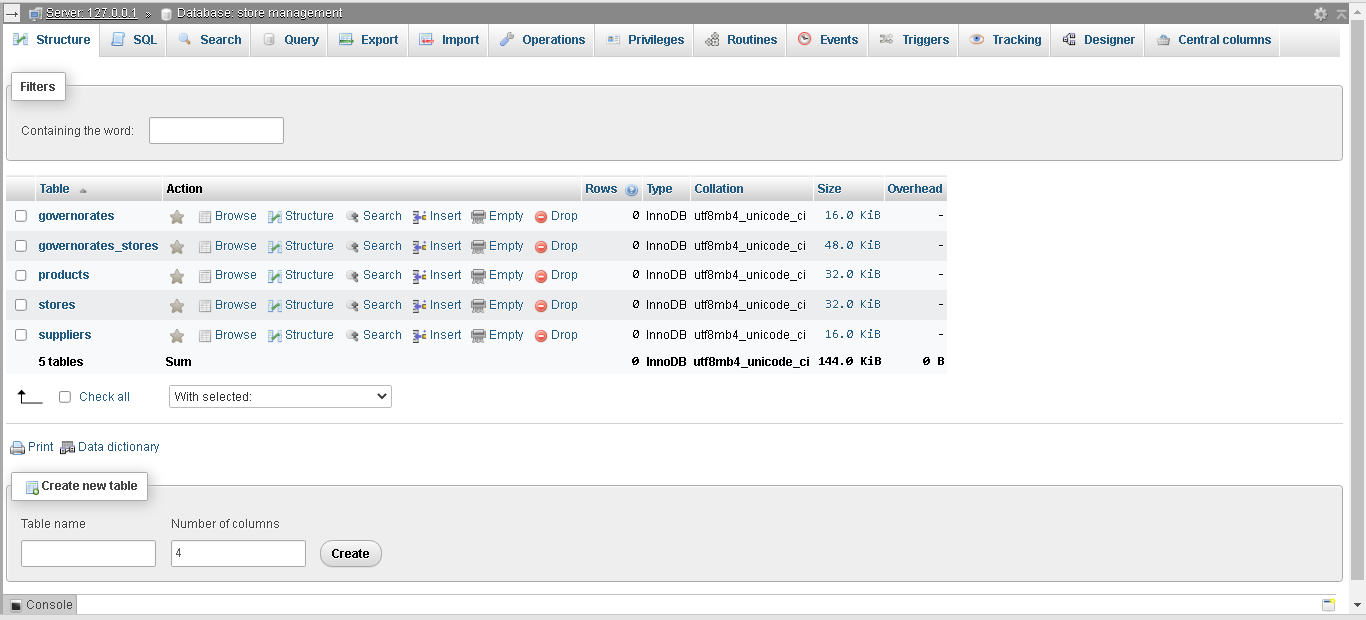 Server: 127.0.0.1 » Database: store management
Structure SQL Search Query Export Import Operations Privileges Routines Events Triggers Tracking Designer Central columns
Filters
Containing the word:
Table Action Rows Type Collation Size Overhead
governorates Browse Structure Search Insert Empty Drop 0 InnoDB utf8mb4_unicode_ci 16.0 KiB -
governorates_stores Browse Structure Search Insert Empty Drop 0 InnoDB utf8mb4_unicode_ci 48.0 KiB -
products Browse Structure Search Insert Empty Drop 0 InnoDB utf8mb4_unicode_ci 32.0 KiB -
stores Browse Structure Search Insert Empty Drop 0 InnoDB utf8mb4_unicode_ci 32.0 KiB -
suppliers Browse Structure Search Insert Empty Drop 0 InnoDB utf8mb4_unicode_ci 16.0 KiB -
5 tables Sum 0 InnoDB utf8mb4_unicode_ci 144.0 KiB 0 B
Check all With selected:
Print Data dictionary
Create new table
Table name Number of columns
4 Create
Console